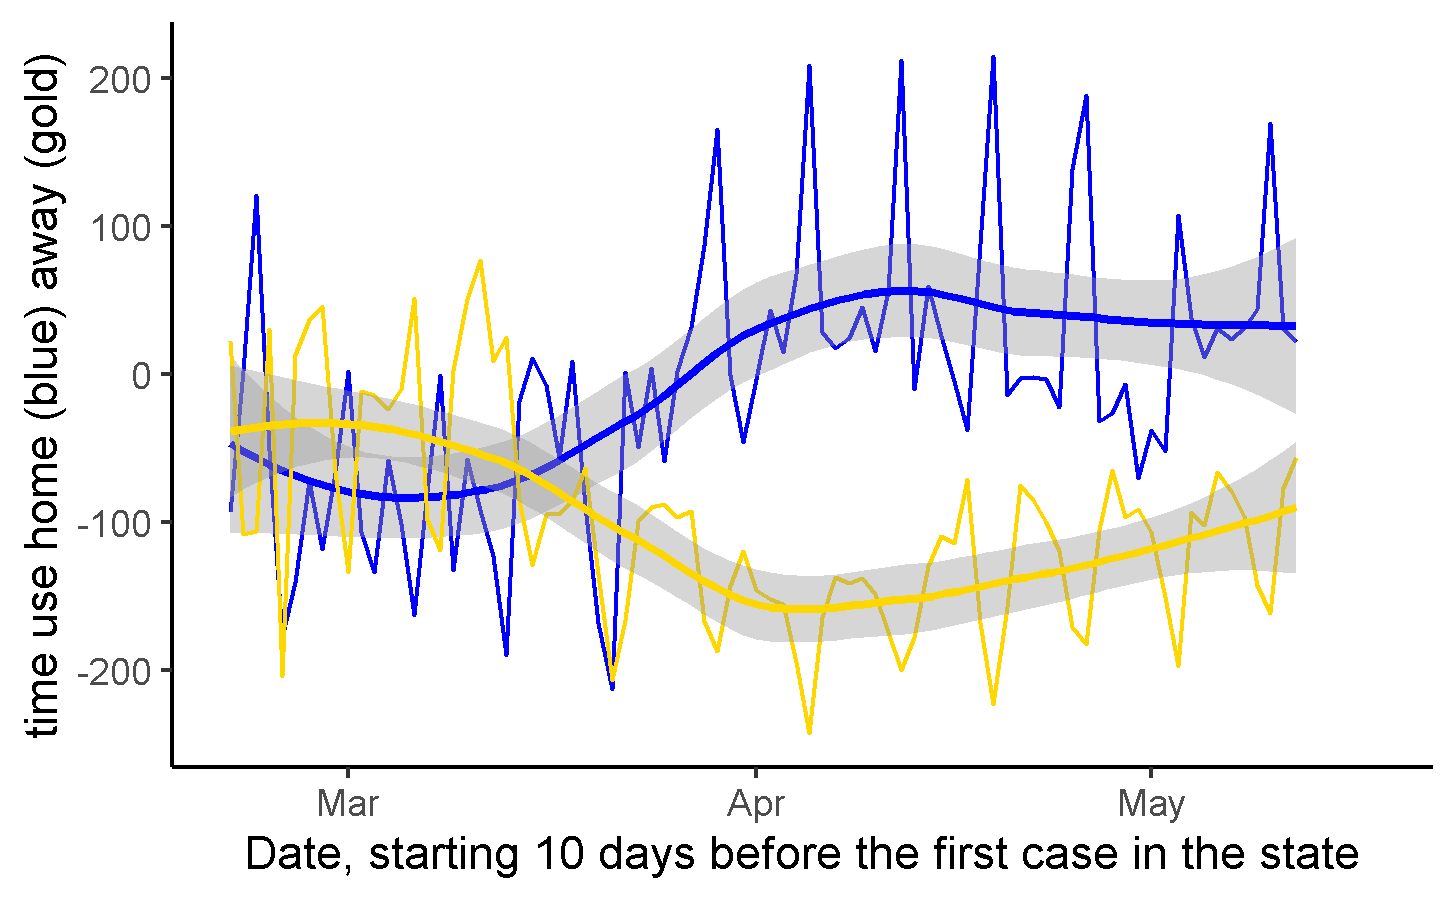 time use home (blue) away (gold)
200
100
0
-100
-200
Mar
Apr
May
Date, starting 10 days before the first case in the state